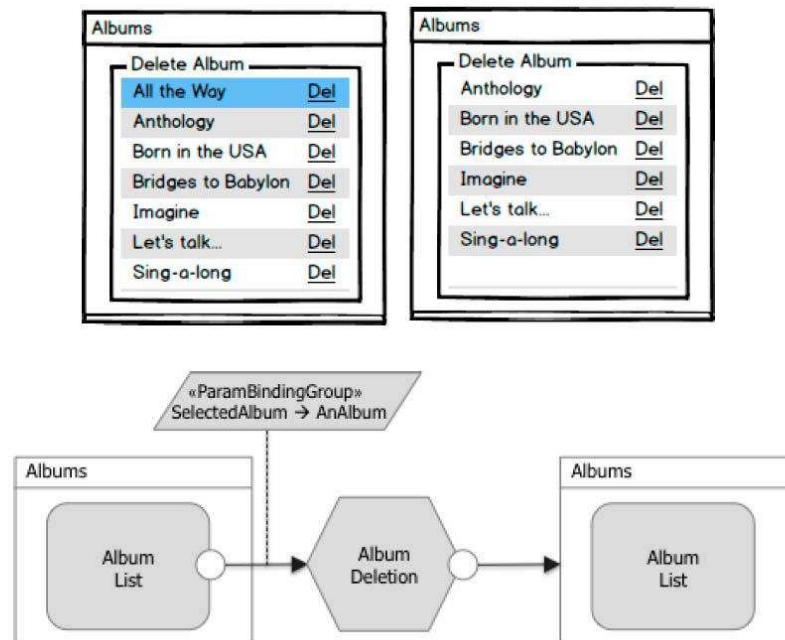 Albums
Delete Album
All the Way Del
Anthology Del
Born in the USA Del
Bridges to Babylon Del
Imagine Del
Let's talk... Del
Sing-a-long Del
Albums
Delete Album
Anthology Del
Born in the USA Del
Bridges to Babylon Del
Imagine Del
Let's talk... Del
Sing-a-long Del
«ParamBindingGroup»
SelectedAlbum → AnAlbum
Albums
Album
List
Album
Deletion
Albums
Album
List